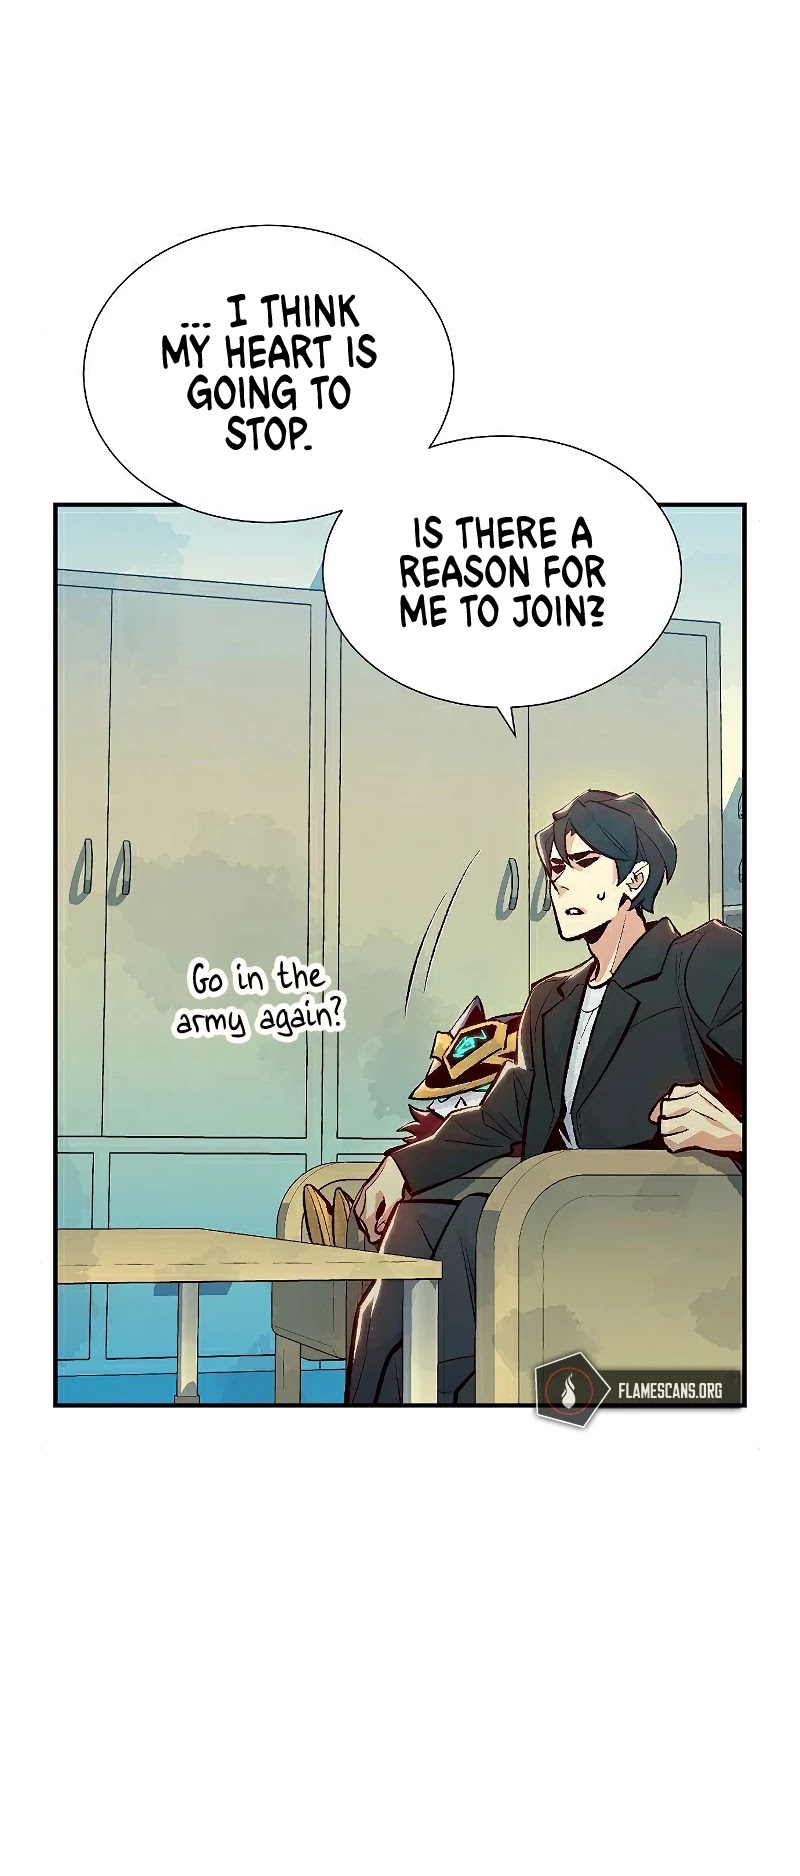 ... I THINK
MY HEART IS
GOING TO
STOP.
IS THERE A
REASON FOR
ME TO JOIN?
Go in the
army again?
FLAMESCANS.ORG